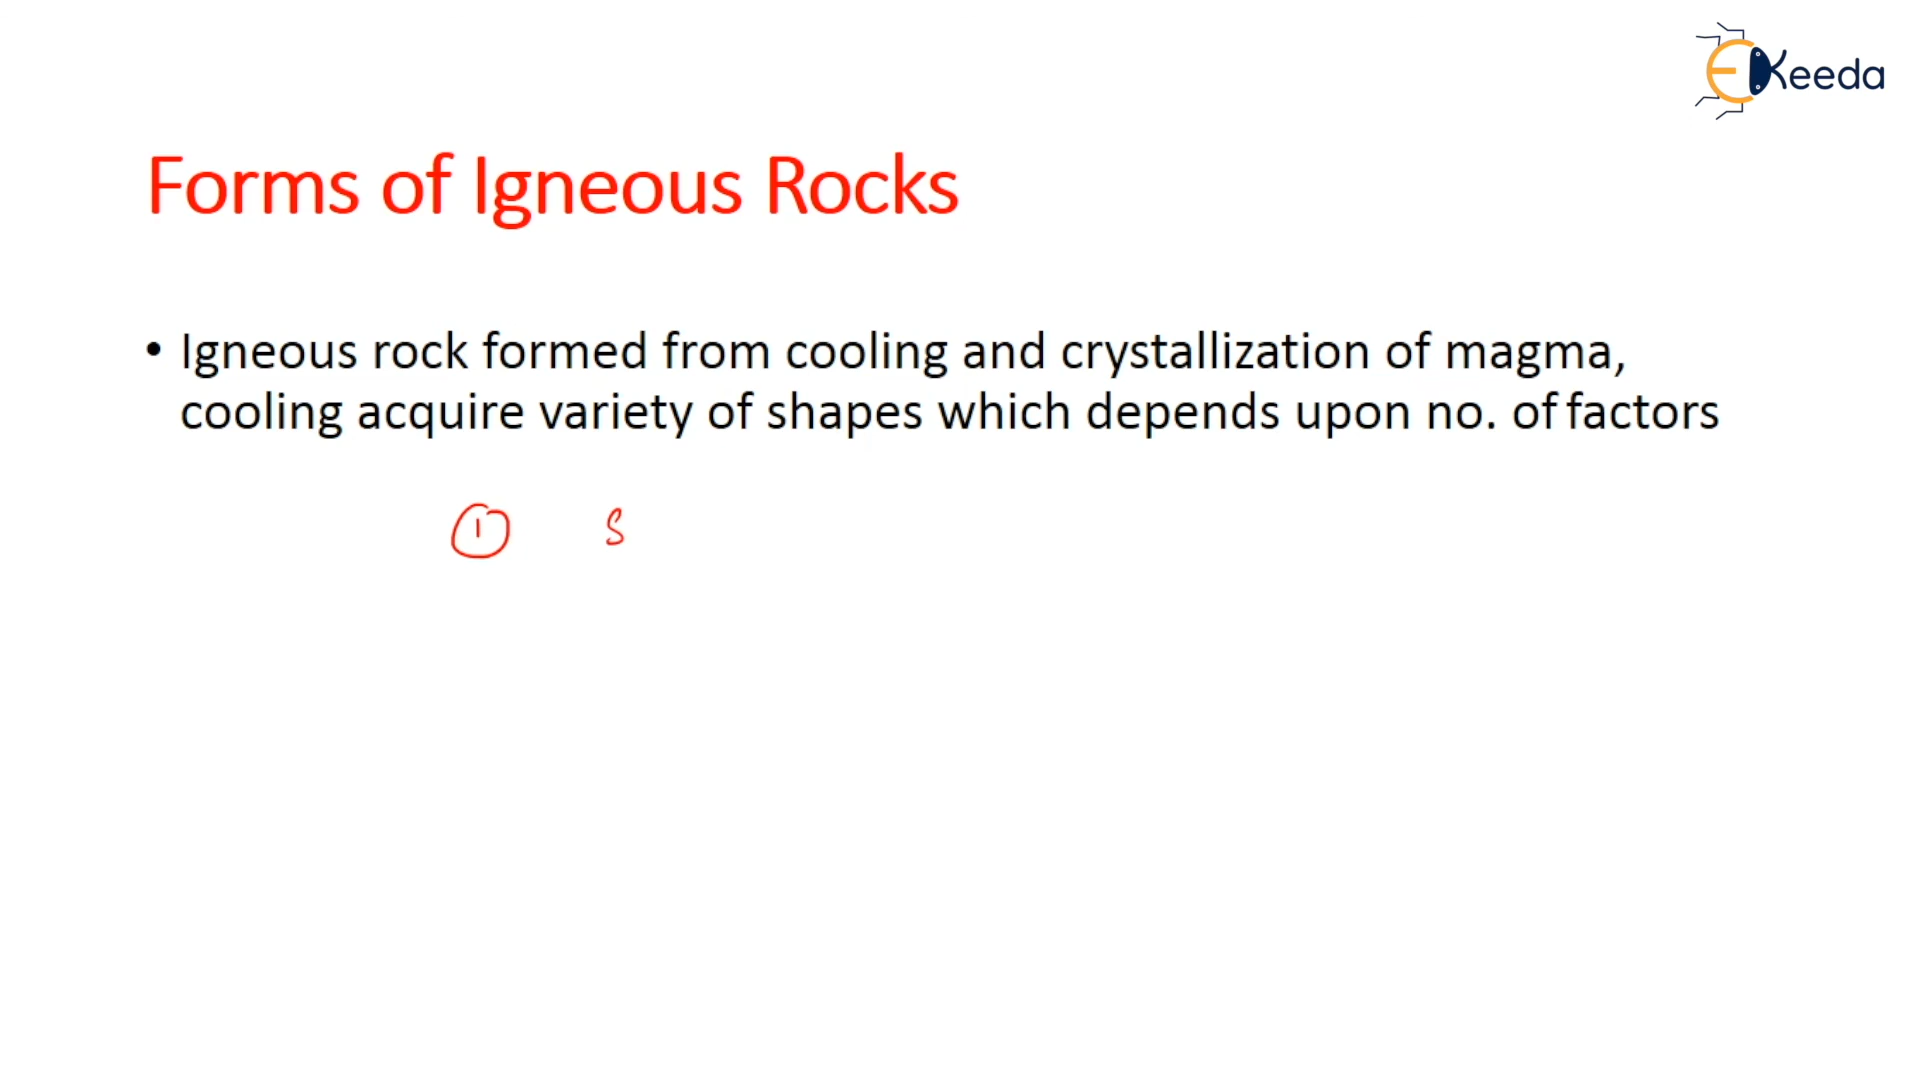 EKeeda
Forms of Igneous Rocks
• Igneous rock formed from cooling and crystallization of magma,
cooling acquire variety of shapes which depends upon no. of factors
① S